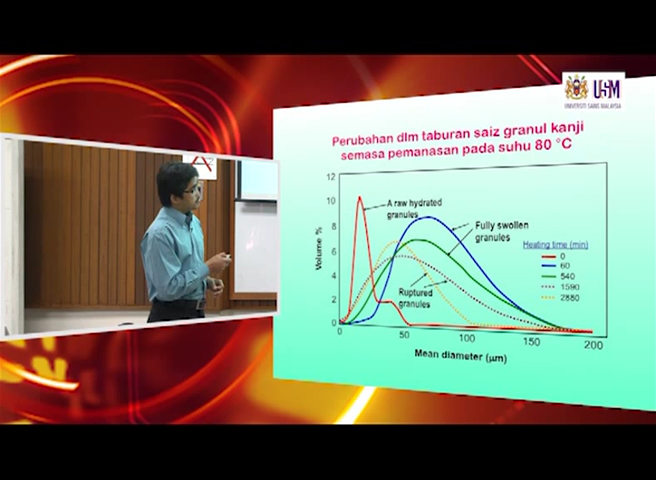 USM
UNIVERSITI SAINS MALAYSIA
Perubahan dlm taburan saiz granul kanji
semasa pemanasan pada suhu 80 °C
12
10
8
6
4
2
0
Volume %
A raw hydrated
granules
Fully swollen
granules
Ruptured
granules
Heating time (min)
0
60
540
1590
2880
0
50
100
150
200
Mean diameter (µm)